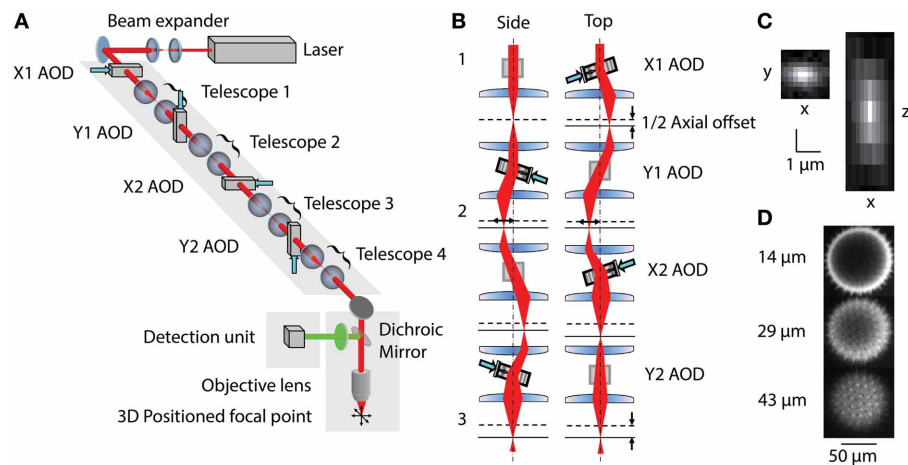 A
Beam expander
Laser
X1 AOD
Telescope 1
Y1 AOD
Telescope 2
X2 AOD
Telescope 3
Y2 AOD
Telescope 4
Detection unit
Dichroic
Mirror
Objective lens
3D Positioned focal point
B
Side
Top
1
X1 AOD
1/2 Axial offset
Y1 AOD
2
X2 AOD
Y2 AOD
3
C
y
x
1 µm
z
x
D
14 µm
29 µm
43 µm
50 µm